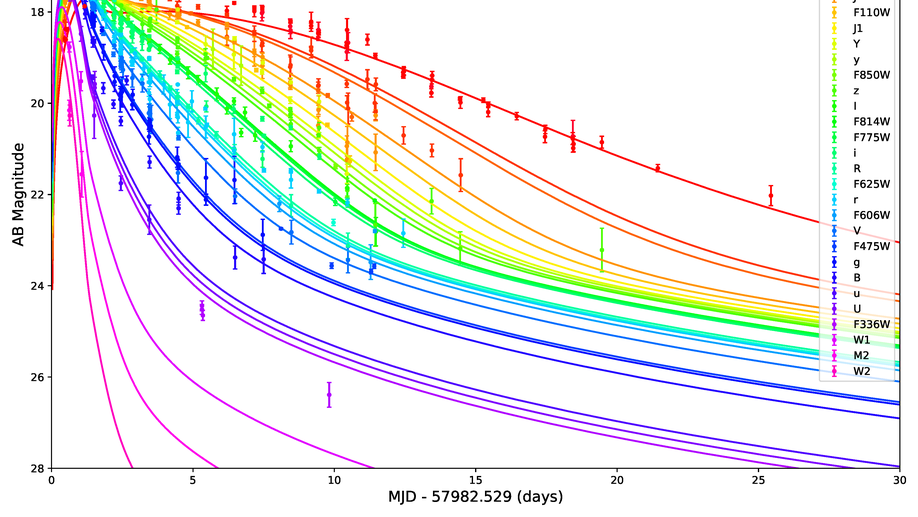 18
20
22
24
26
28
AB Magnitude
0
5
10
15
20
25
30
MJD - 57982.529 (days)
F110W
J1
Y
y
F850W
z
I
F814W
F775W
i
R
F625W
r
F606W
V
F475W
g
B
u
U
F336W
W1
M2
W2